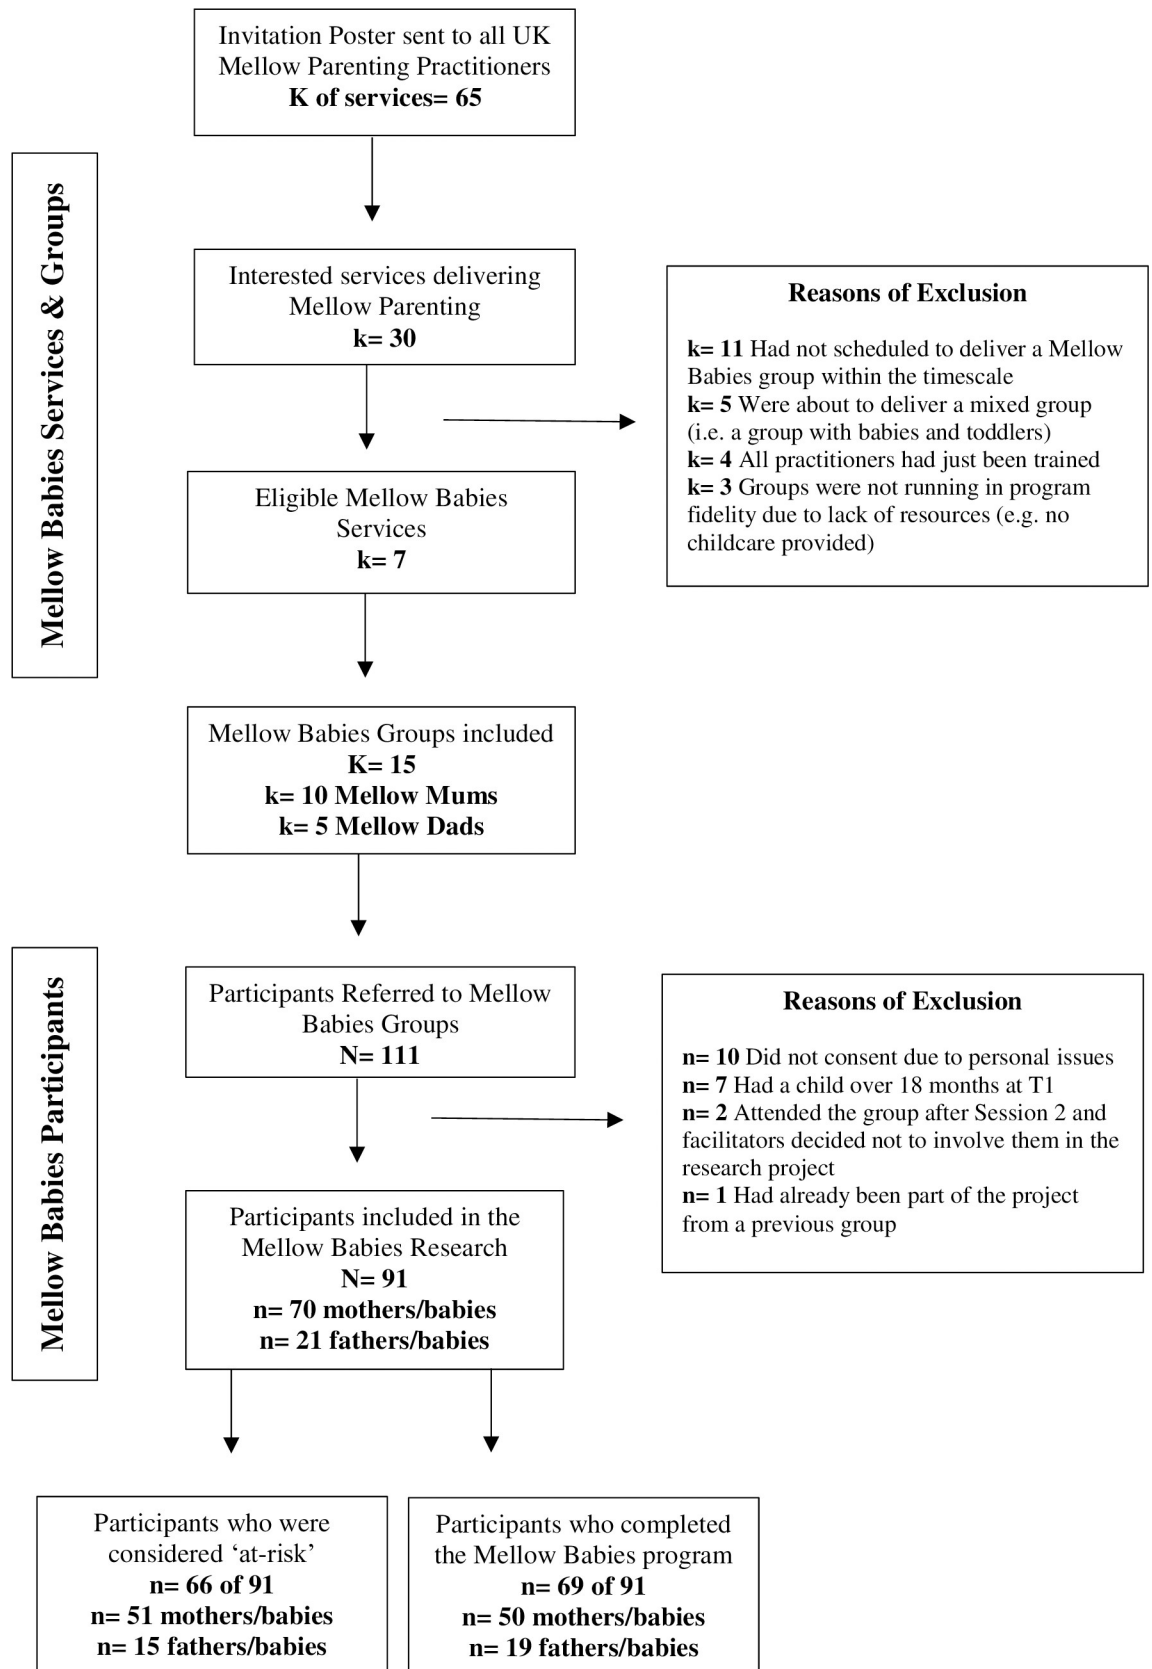 Invitation Poster sent to all UK
Mellow Parenting Practitioners
K of services= 65
Mellow Babies Services & Groups
Interested services delivering
Mellow Parenting
k= 30
Reasons of Exclusion
k= 11 Had not scheduled to deliver a Mellow
Babies group within the timescale
k= 5 Were about to deliver a mixed group
(i.e. a group with babies and toddlers)
k= 4 All practitioners had just been trained
k= 3 Groups were not running in program
fidelity due to lack of resources (e.g. no
childcare provided)
Eligible Mellow Babies
Services
k= 7
Mellow Babies Groups included
K= 15
k= 10 Mellow Mums
k= 5 Mellow Dads
Mellow Babies Participants
Participants Referred to Mellow
Babies Groups
N= 111
Reasons of Exclusion
n= 10 Did not consent due to personal issues
n= 7 Had a child over 18 months at T1
n= 2 Attended the group after Session 2 and
facilitators decided not to involve them in the
research project
n= 1 Had already been part of the project
from a previous group
Participants included in the
Mellow Babies Research
N= 91
n= 70 mothers/babies
n= 21 fathers/babies
Participants who were
considered ‘at-risk’
n= 66 of 91
n= 51 mothers/babies
n= 15 fathers/babies
Participants who completed
the Mellow Babies program
n= 69 of 91
n= 50 mothers/babies
n= 19 fathers/babies